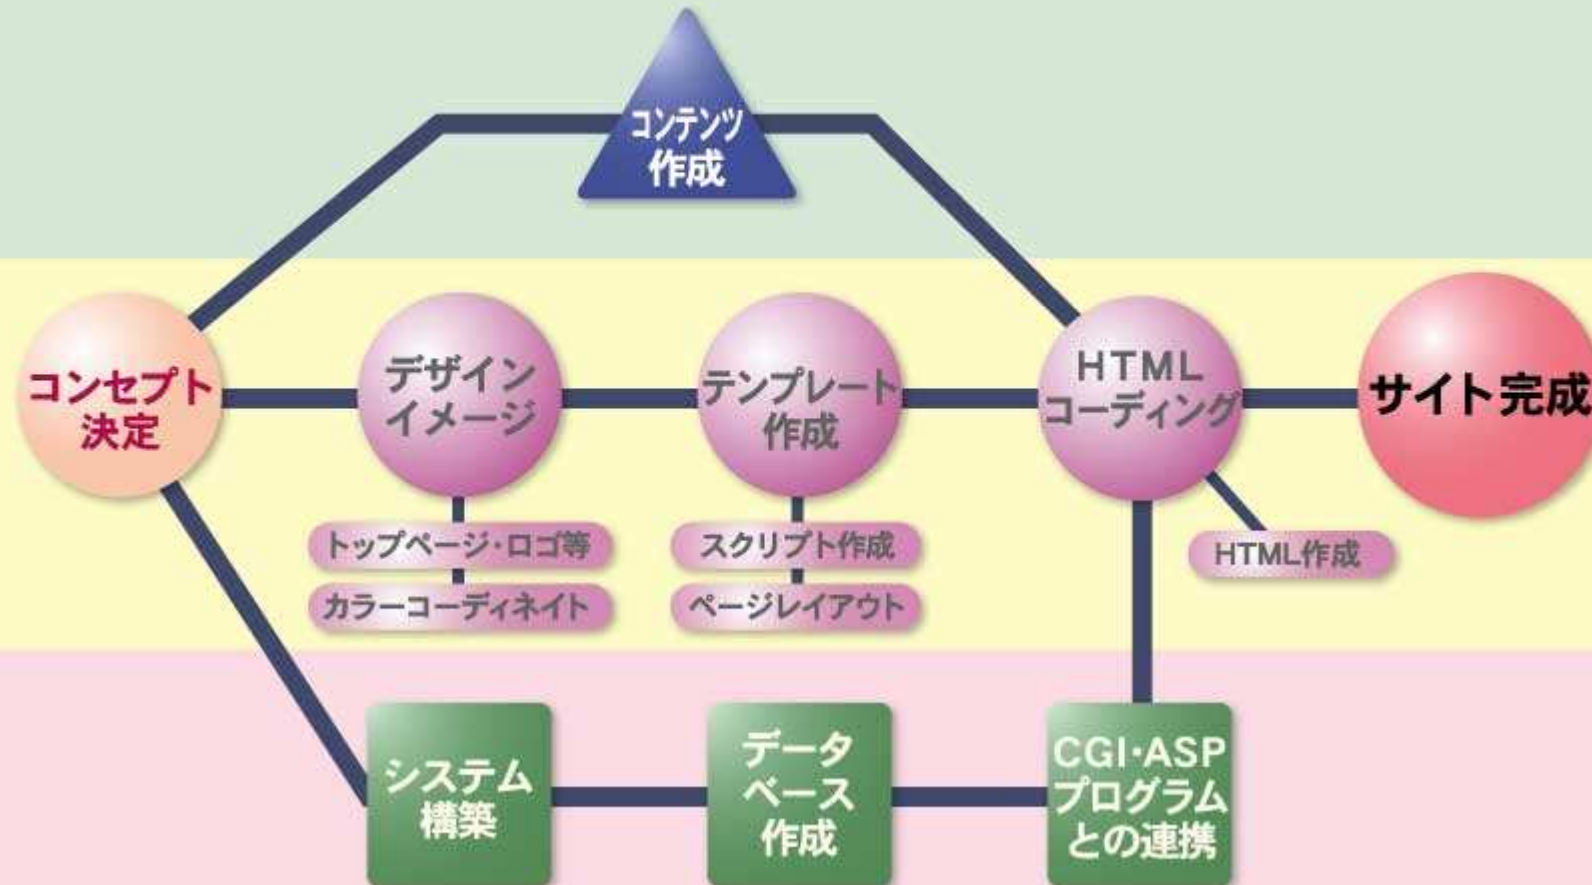 コンテンツ
作成
コンセプト
決定
デザイン
イメージ
テンプレート
作成
HTML
コーディング
サイト完成
トップページ・ロゴ等
カラーコーディネイト
スクリプト作成
ページレイアウト
HTML作成
システム
構築
データ
ベース
作成
CGI・ASP
プログラム
との連携